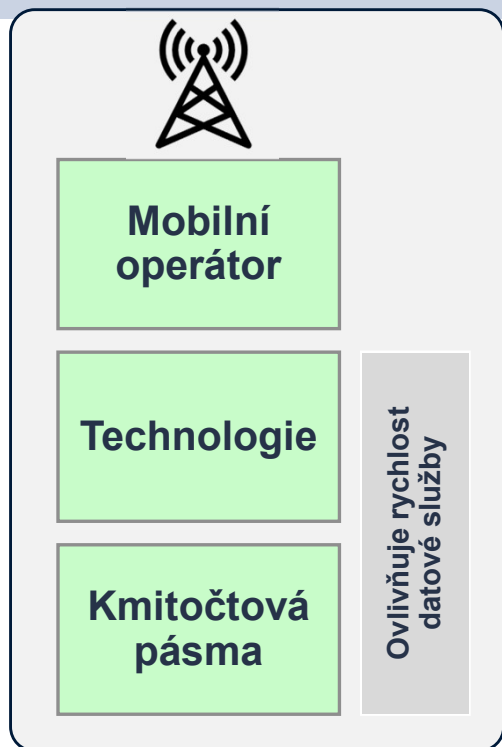 Mobilní
operátor
Technologie
Kmitočtová
pásma
Ovlivňuje rychlost
datové služby